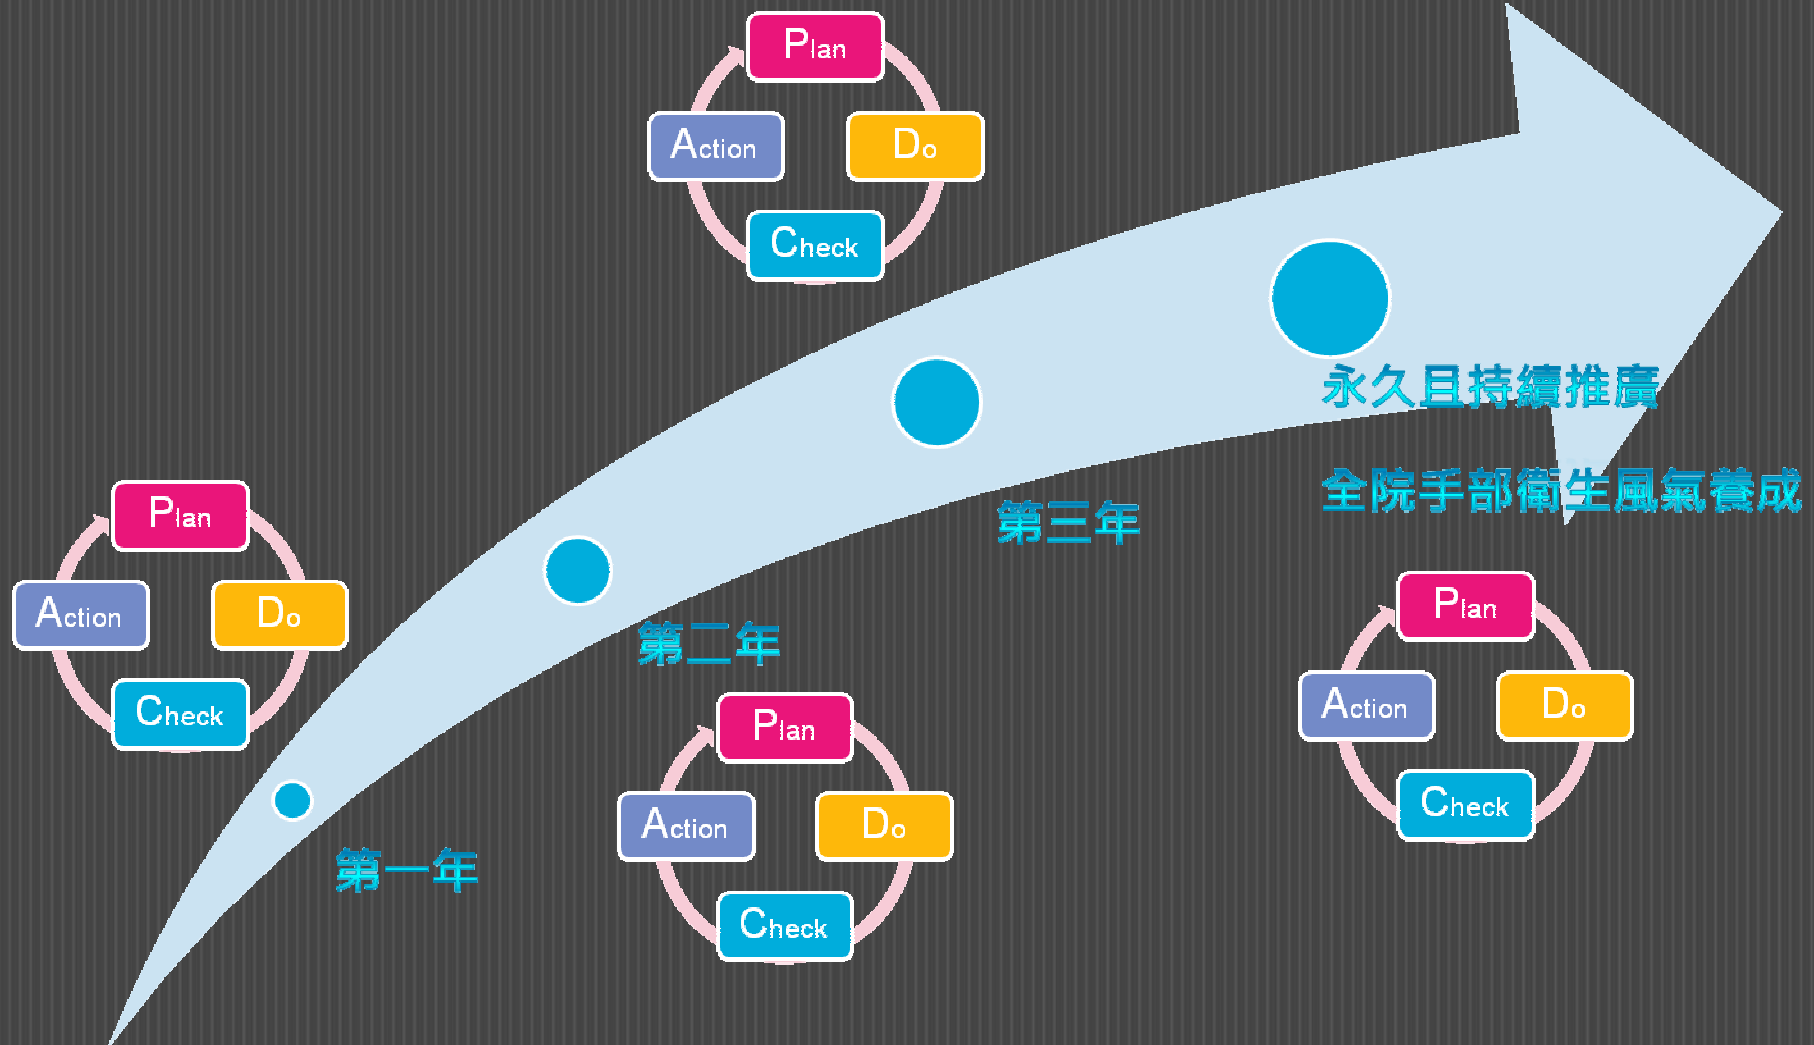 Plan
Action
Do
Check
永久且持續推廣
Plan
Action
Do
Check
全院手部衛生風氣養成
第三年
第二年
Plan
Action
Do
Check
Plan
Action
Do
Check
第一年